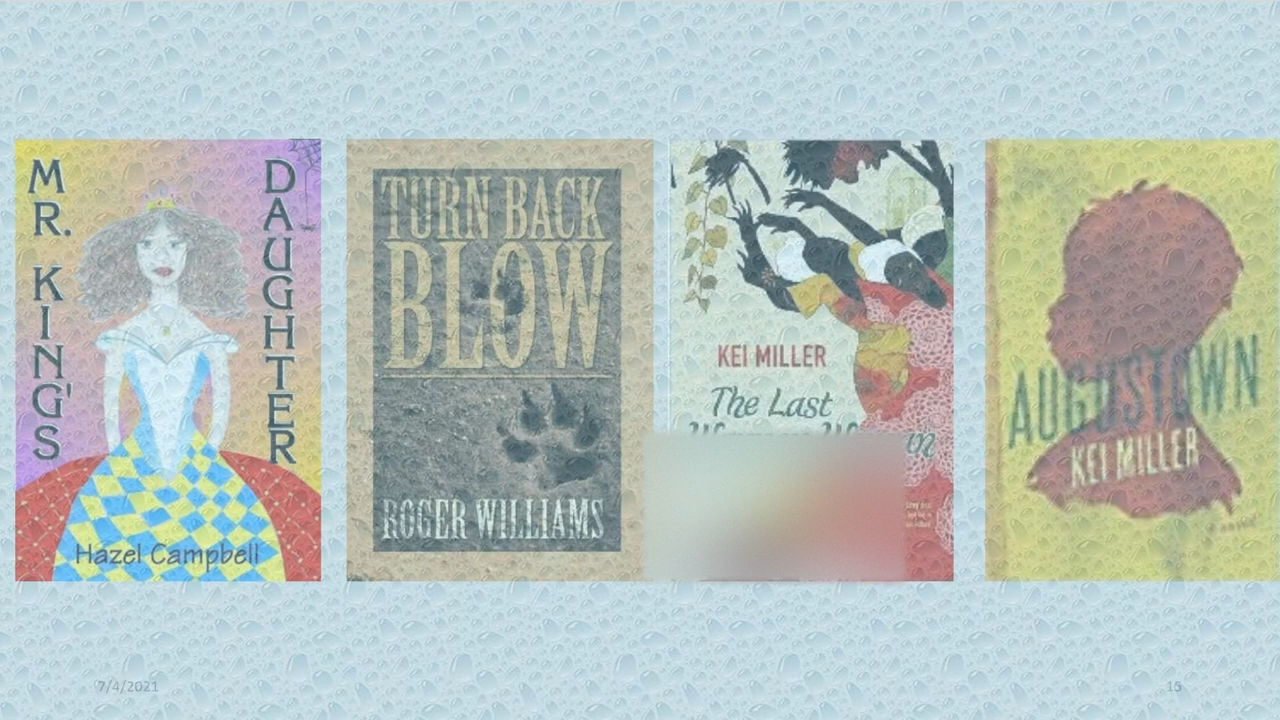 MR. KING'S
DAUGHTER
Hazel Campbell
TURN BACK
BLOW
ROGER WILLIAMS
KEI MILLER
The Last
AUGUSTOWN
KEI MILLER
a novel
7/4/2021
15